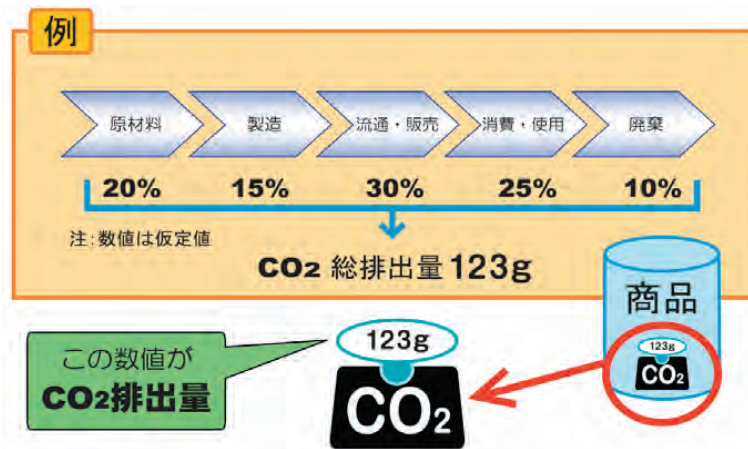 例
原材料 製造 流通・販売 消費・使用 廃棄
20% 15% 30% 25% 10%
注:数値は仮定値
CO2 総排出量 123g
商品
123g
CO2
この数値が
CO2排出量
123g
CO2